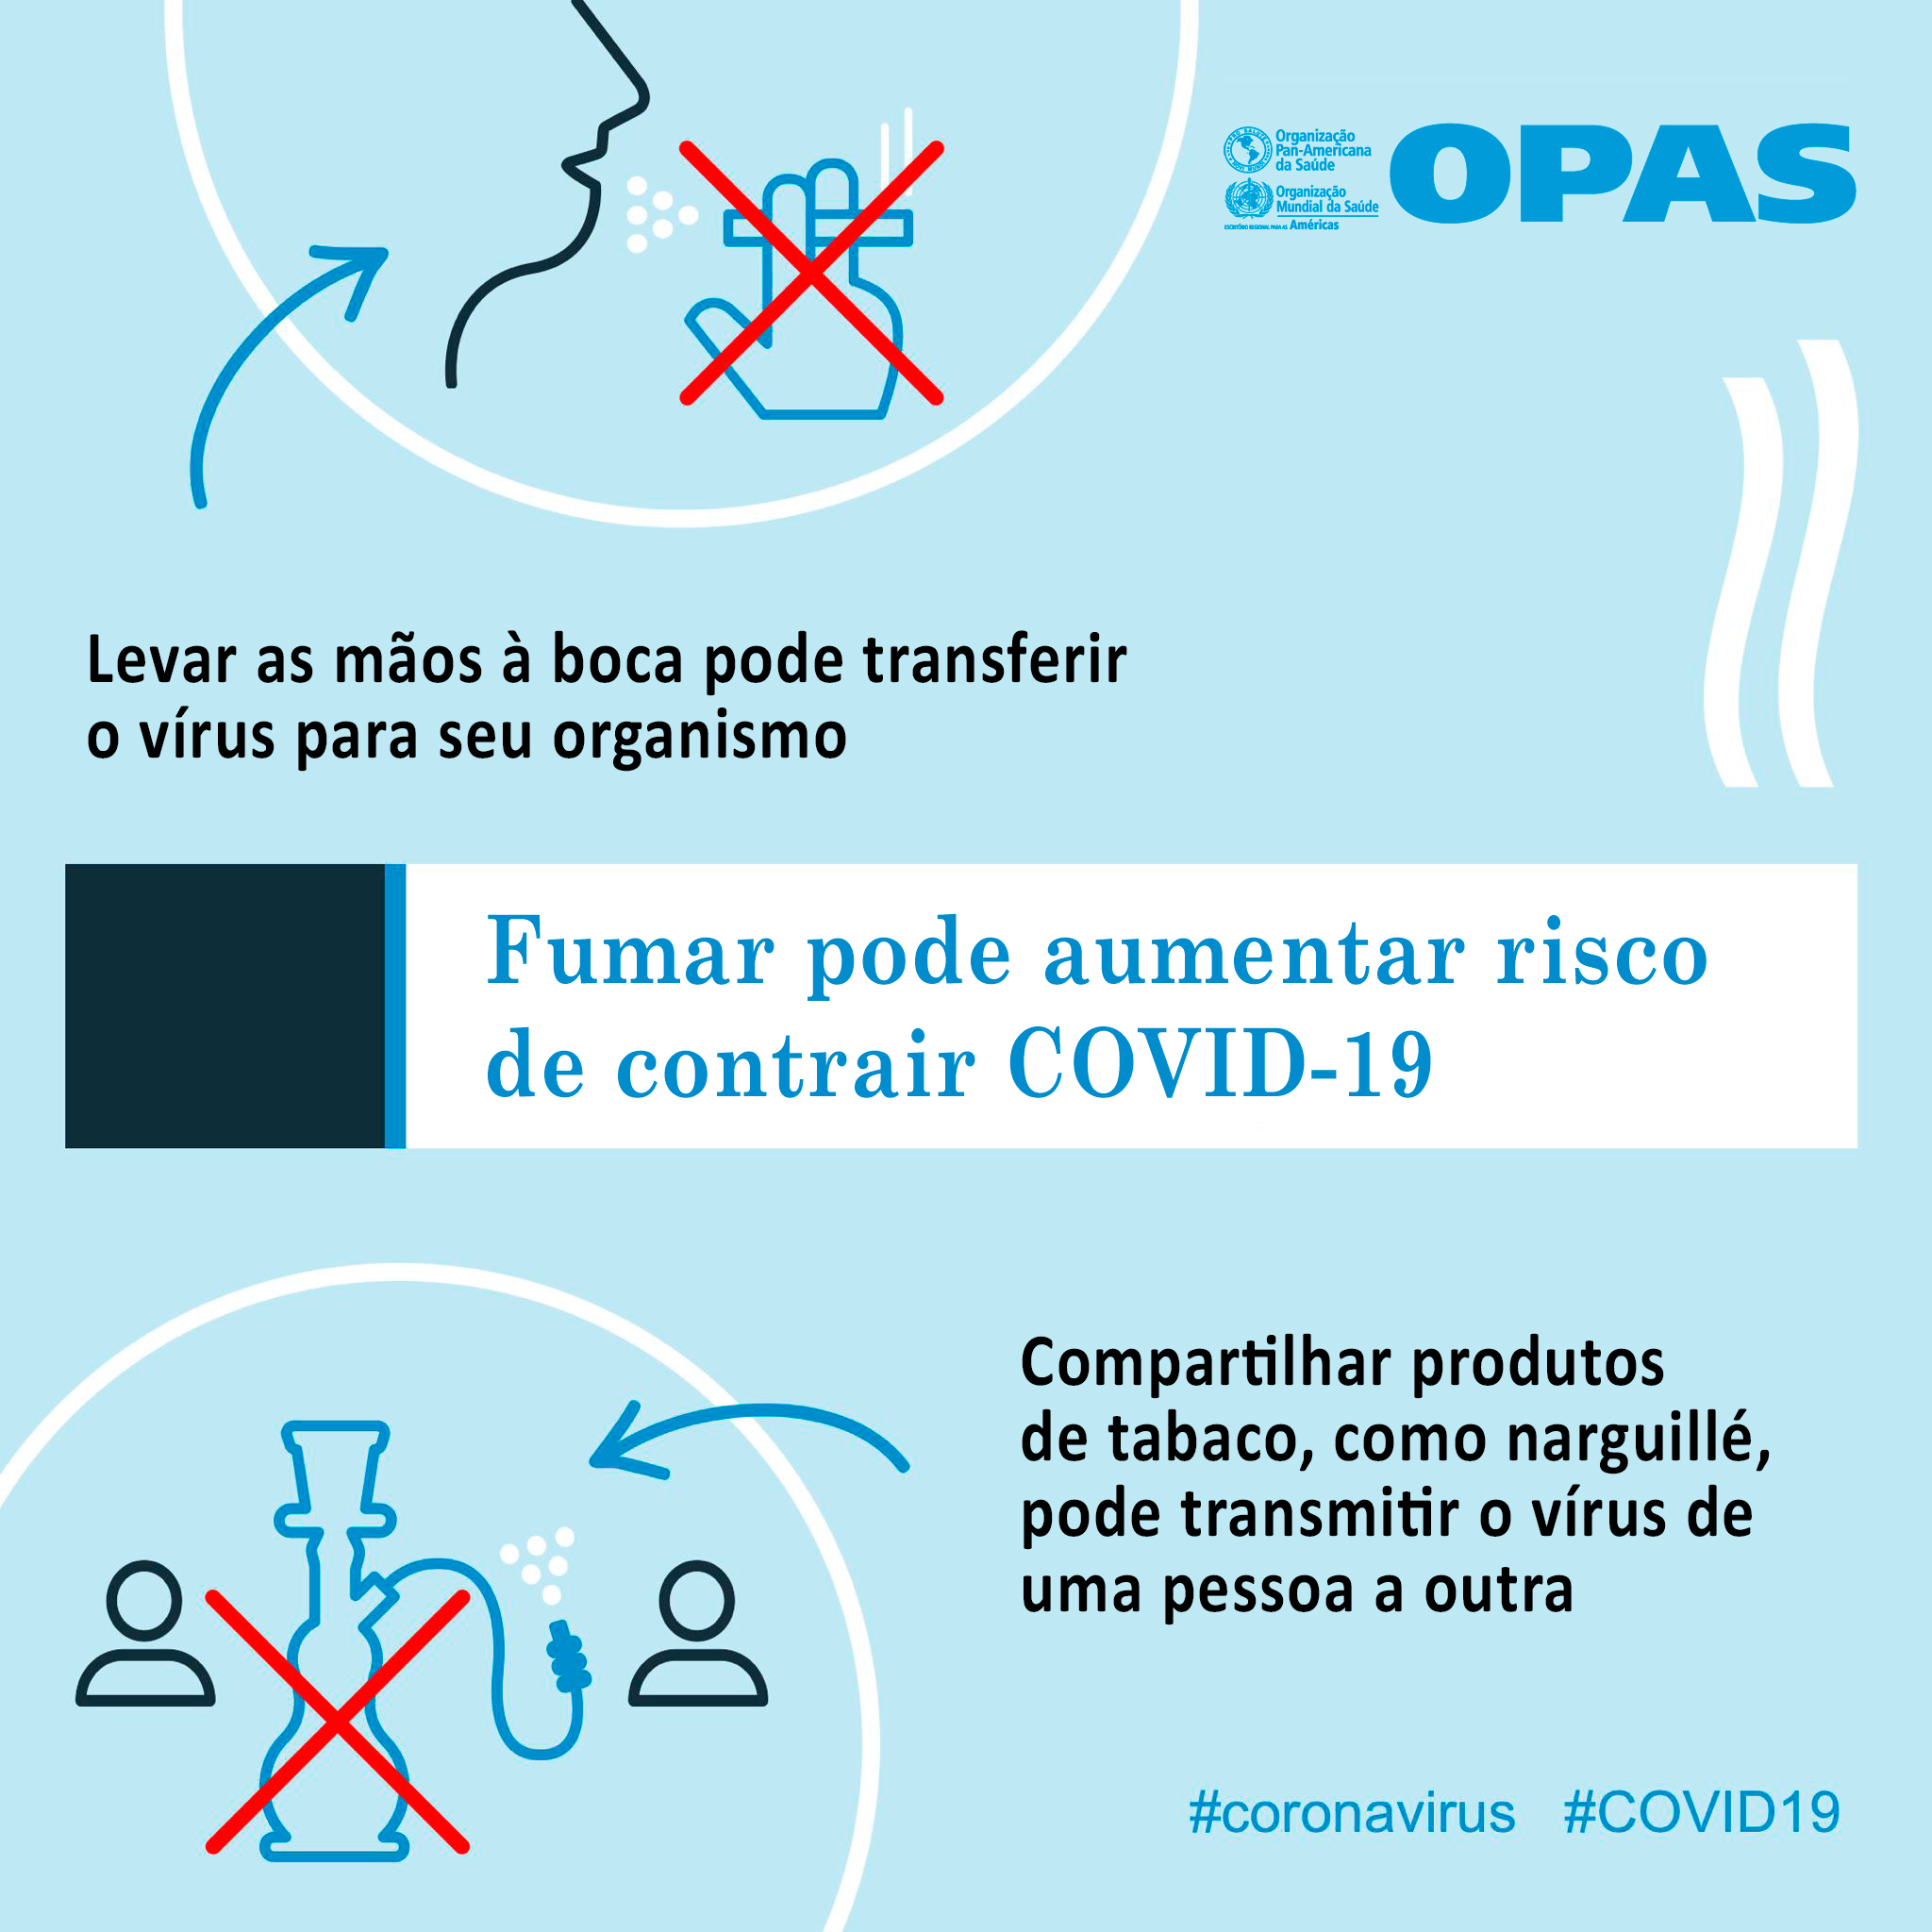 Organização
Pan-Americana
da Saúde
Organização
Mundial da Saúde
ESCRITÓRIO REGIONAL PARA AS Américas
OPAS
Levar as mãos à boca pode transferir
o vírus para seu organismo
Fumar pode aumentar risco
de contrair COVID-19
Compartilhar produtos
de tabaco, como narguillé,
pode transmitir o vírus de
uma pessoa a outra
#coronavirus #COVID19